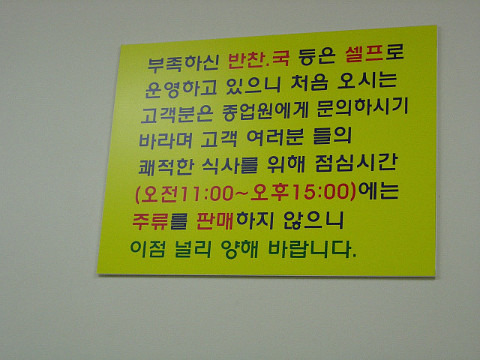 부족하신 반찬.국 등은 셀프로
운영하고 있으니 처음 오시는
고객분은 종업원에게 문의하시기
바라며 고객 여러분 들의
쾌적한 식사를 위해 점심시간
(오전11:00~오후15:00)에는
주류를 판매하지 않으니
이점 널리 양해 바랍니다.